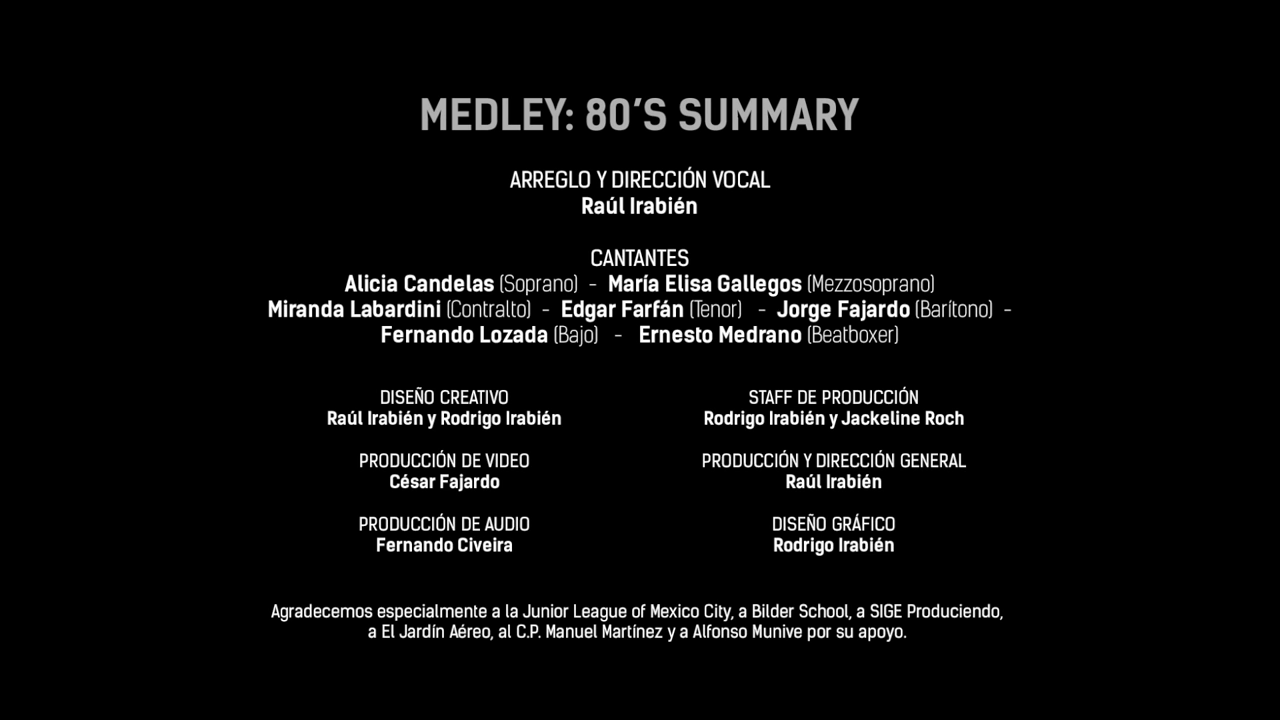 MEDLEY: 80'S SUMMARY
ARREGLO Y DIRECCIÓN VOCAL
Raúl Irabién
CANTANTES
Alicia Candelas (Soprano) - María Elisa Gallegos (Mezzosoprano)
Miranda Labardini (Contralto) - Edgar Farfán (Tenor) - Jorge Fajardo (Barítono) -
Fernando Lozada (Bajo) - Ernesto Medrano (Beatboxer)
DISEÑO CREATIVO
Raúl Irabién y Rodrigo Irabién
STAFF DE PRODUCCIÓN
Rodrigo Irabién y Jackeline Roch
PRODUCCIÓN DE VIDEO
César Fajardo
PRODUCCIÓN Y DIRECCIÓN GENERAL
Raúl Irabién
PRODUCCIÓN DE AUDIO
Fernando Civeira
DISEÑO GRÁFICO
Rodrigo Irabién
Agradecemos especialmente a la Junior League of Mexico City, a Bilder School, a SIGE Produciendo,
a El Jardín Aéreo, al C.P. Manuel Martínez y a Alfonso Munive por su apoyo.